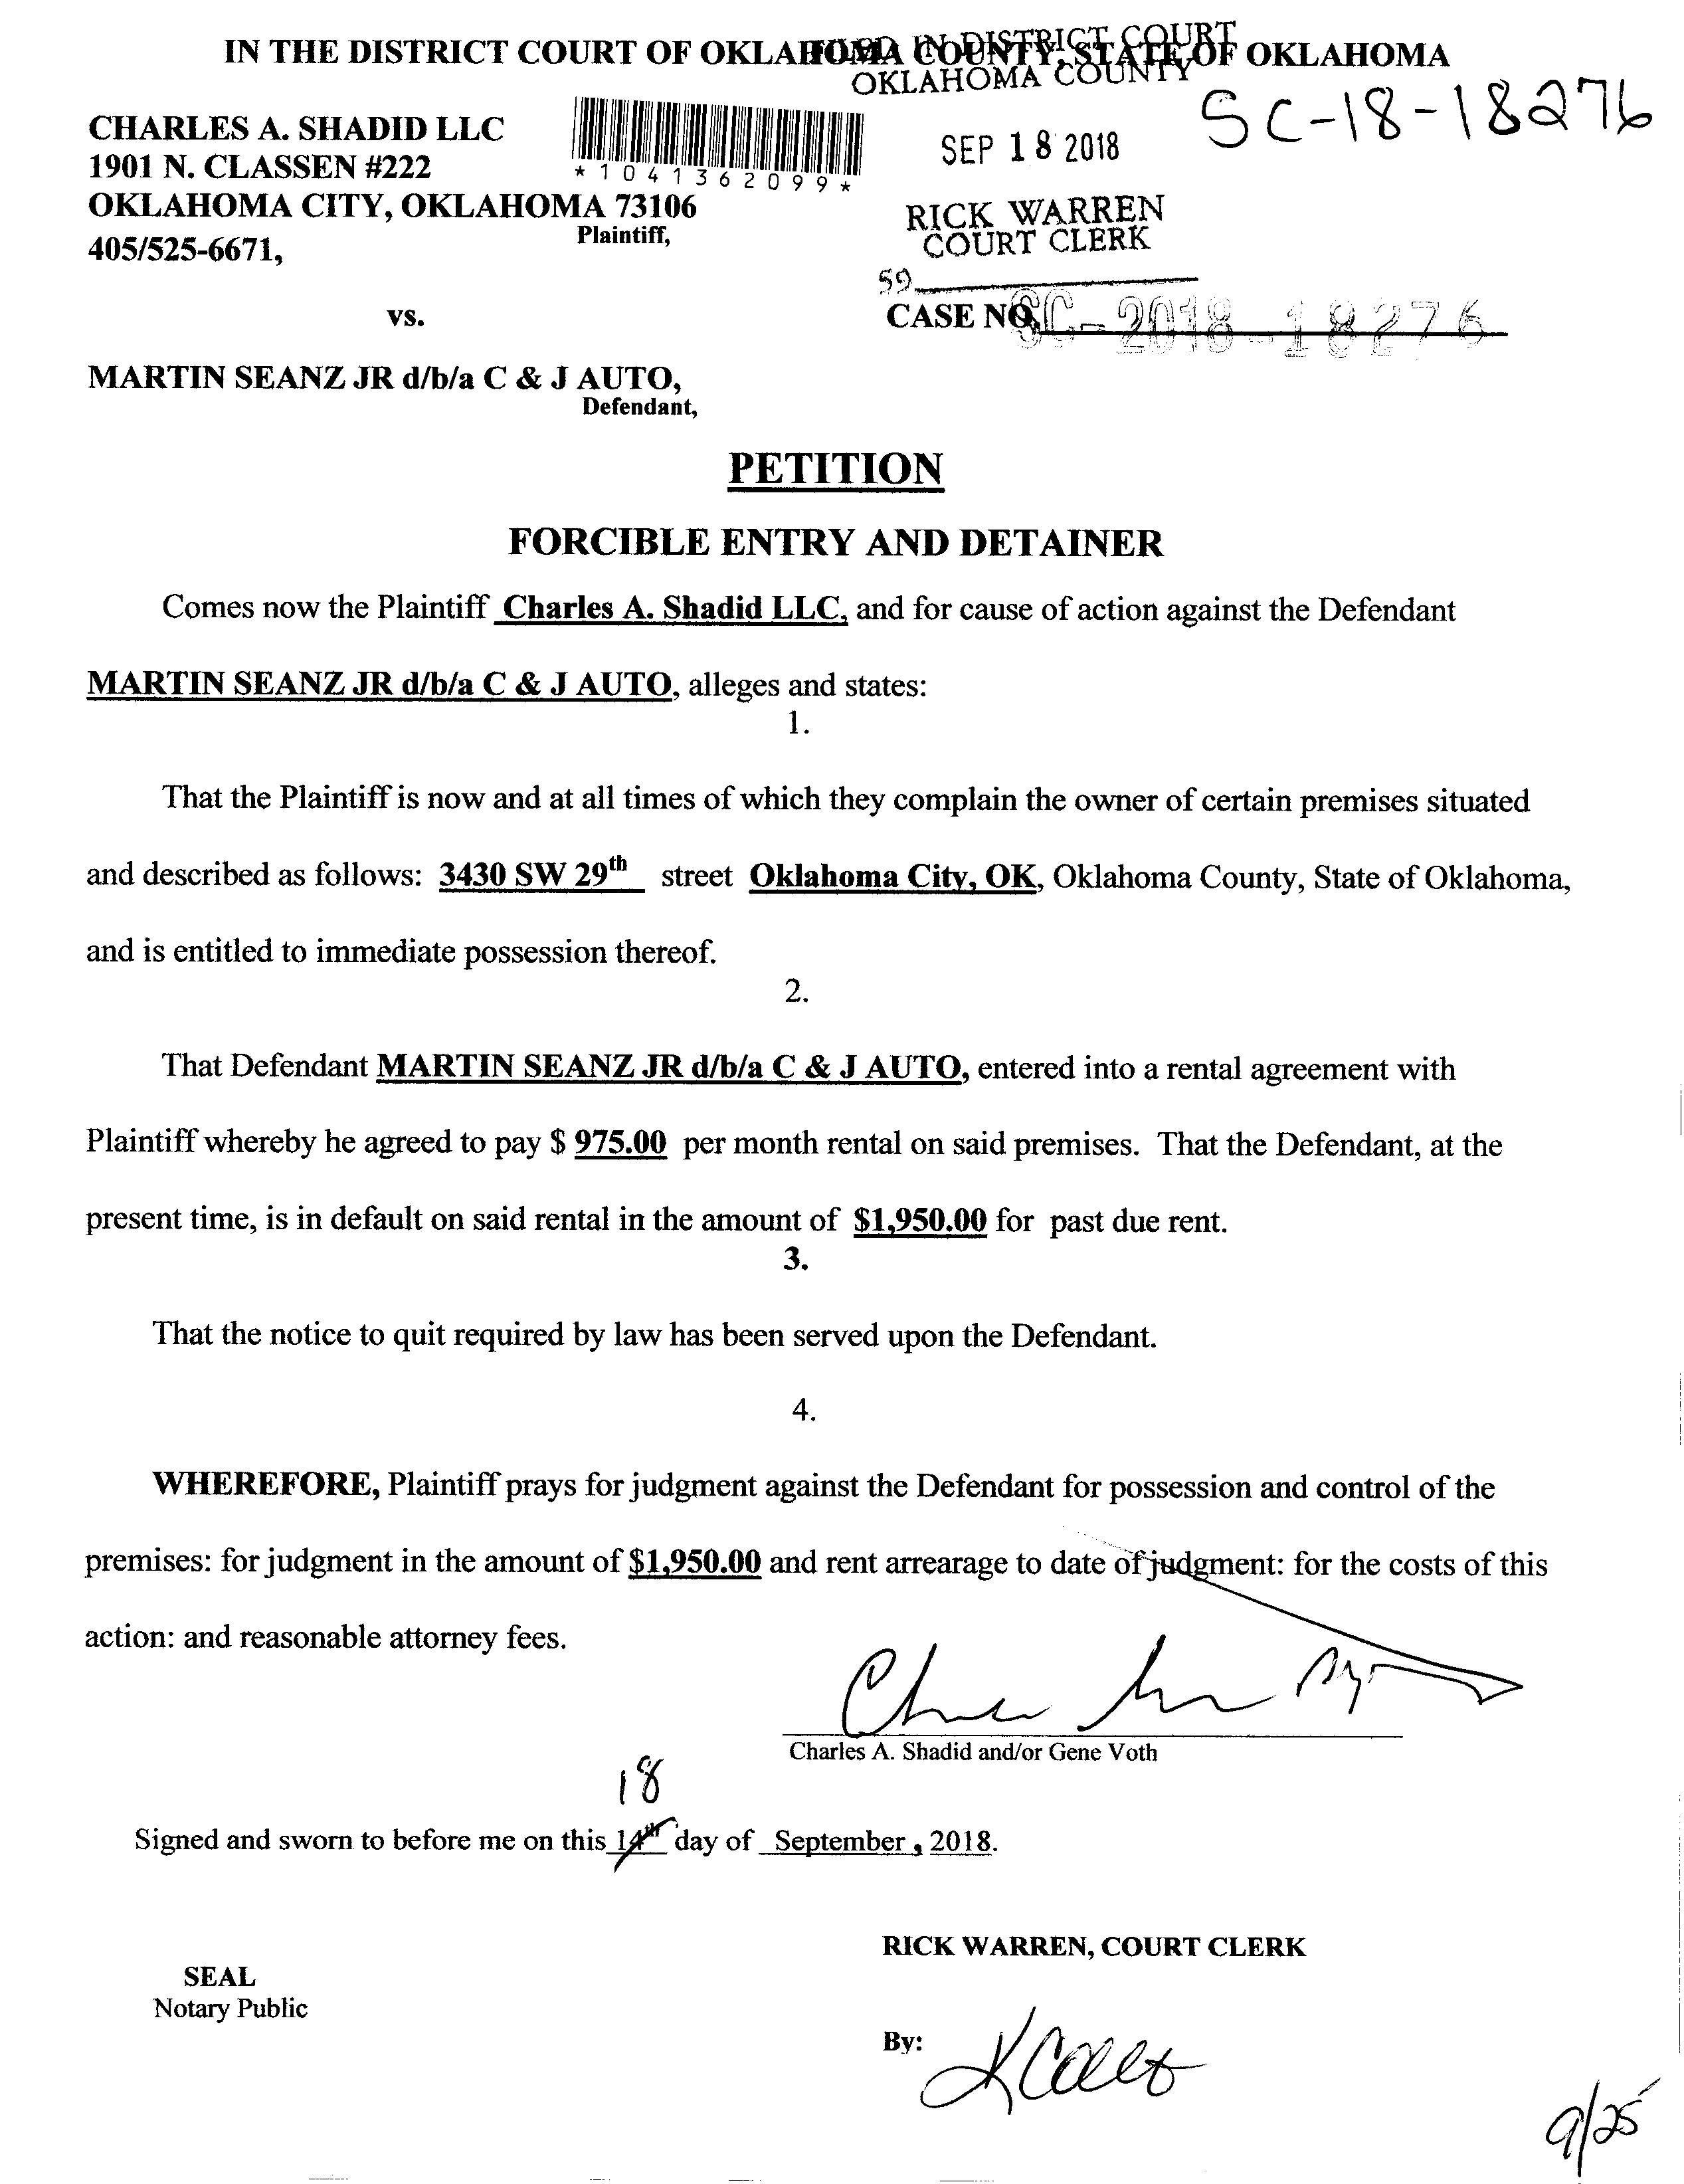 IN THE DISTRICT COURT OF OKLAHOMA COUNTY, STATE OF OKLAHOMA
FILED IN DISTRICT COURT
OKLAHOMA COUNTY
SC-18-18276
CHARLES A. SHADID LLC
1901 N. CLASSEN #222
OKLAHOMA CITY, OKLAHOMA 73106
Plaintiff,
405/525-6671,
*1041362099*
SEP 18 2018
RICK WARREN
COURT CLERK
59
vs.
CASE NO. SC-2018-18276
MARTIN SEANZ JR d/b/a C & J AUTO,
Defendant,
PETITION
FORCIBLE ENTRY AND DETAINER
Comes now the Plaintiff Charles A. Shadid LLC, and for cause of action against the Defendant
MARTIN SEANZ JR d/b/a C & J AUTO, alleges and states:
1.
That the Plaintiff is now and at all times of which they complain the owner of certain premises situated
and described as follows: 3430 SW 29th street Oklahoma City, OK, Oklahoma County, State of Oklahoma,
and is entitled to immediate possession thereof.
2.
That Defendant MARTIN SEANZ JR d/b/a C & J AUTO, entered into a rental agreement with
Plaintiff whereby he agreed to pay $ 975.00 per month rental on said premises. That the Defendant, at the
present time, is in default on said rental in the amount of $1,950.00 for past due rent.
3.
That the notice to quit required by law has been served upon the Defendant.
4.
WHEREFORE, Plaintiff prays for judgment against the Defendant for possession and control of the
premises: for judgment in the amount of $1,950.00 and rent arrearage to date of judgment: for the costs of this
action: and reasonable attorney fees.
Charles A. Shadid and/or Gene Voth
18
Signed and sworn to before me on this 14th day of September , 2018.
RICK WARREN, COURT CLERK
SEAL
Notary Public
By:
9/25